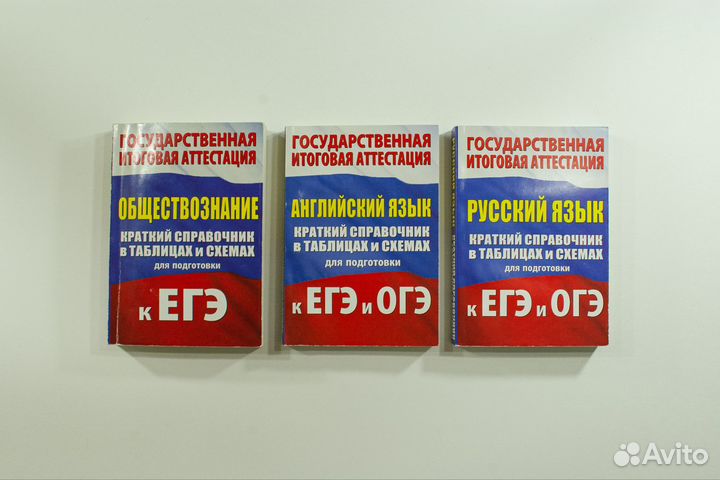 ГОСУДАРСТВЕННАЯ
ИТОГОВАЯ АТТЕСТАЦИЯ
ОБЩЕСТВОЗНАНИЕ
КРАТКИЙ СПРАВОЧНИК
В ТАБЛИЦАХ И СХЕМАХ
для подготовки
к ЕГЭ
ГОСУДАРСТВЕННАЯ
ИТОГОВАЯ АТТЕСТАЦИЯ
АНГЛИЙСКИЙ ЯЗЫК
КРАТКИЙ СПРАВОЧНИК
В ТАБЛИЦАХ И СХЕМАХ
для подготовки
к ЕГЭ и ОГЭ
ГОСУДАРСТВЕННАЯ
ИТОГОВАЯ АТТЕСТАЦИЯ
РУССКИЙ ЯЗЫК
КРАТКИЙ СПРАВОЧНИК
В ТАБЛИЦАХ И СХЕМАХ
для подготовки
к ЕГЭ и ОГЭ
Avito